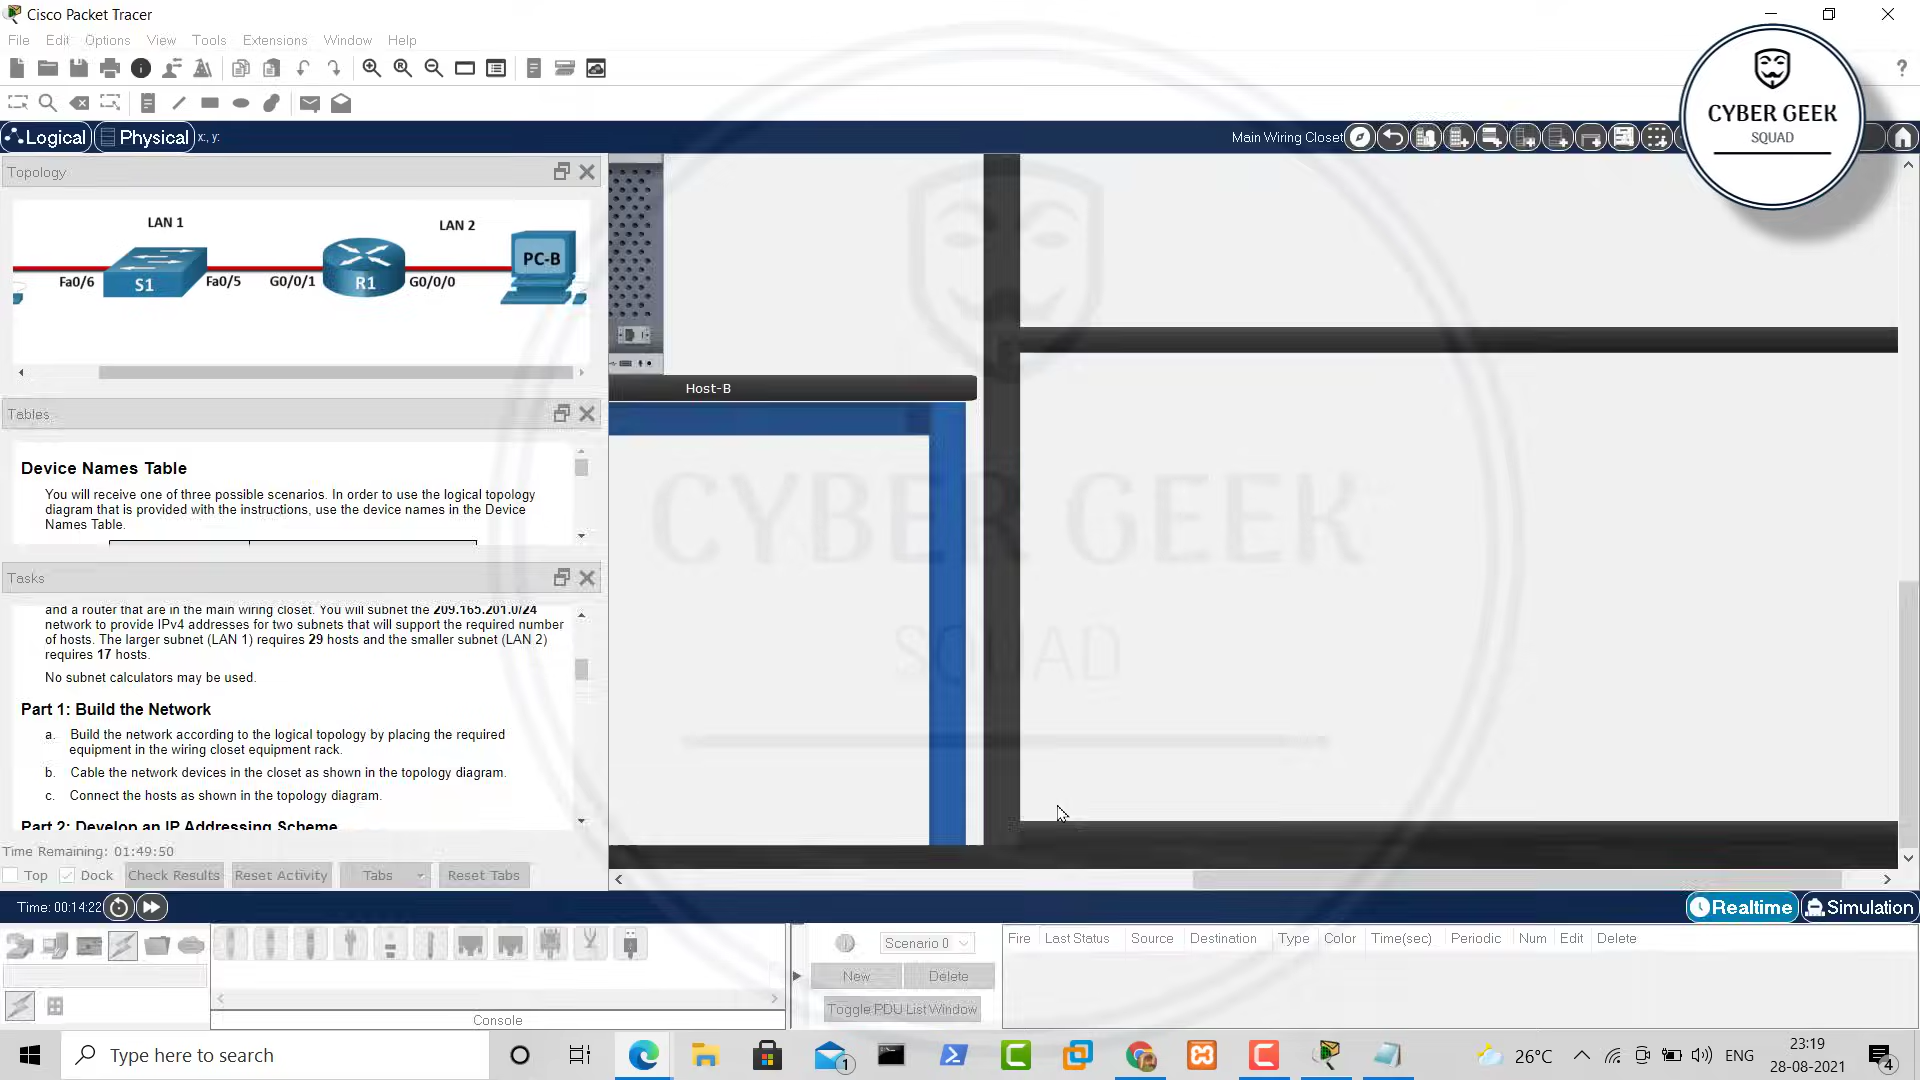 Cisco Packet Tracer
File Edit Options View Tools Extensions Window Help
CYBER GEEK
SQUAD
Logical Physical x:, y:
Main Wiring Closet
Topology
LAN 1
LAN 2
Fa0/6 S1 Fa0/5 G0/0/1 R1 G0/0/0 PC-B
Host-B
Tables
Device Names Table
You will receive one of three possible scenarios. In order to use the logical topology
diagram that is provided with the instructions, use the device names in the Device
Names Table.
CYBER GEEK
SQUAD
Tasks
and a router that are in the main wiring closet. You will subnet the 209.165.201.0/24
network to provide IPv4 addresses for two subnets that will support the required number
of hosts. The larger subnet (LAN 1) requires 29 hosts and the smaller subnet (LAN 2)
requires 17 hosts.
No subnet calculators may be used.
Part 1: Build the Network
a. Build the network according to the logical topology by placing the required
equipment in the wiring closet equipment rack.
b. Cable the network devices in the closet as shown in the topology diagram.
c. Connect the hosts as shown in the topology diagram.
Part 2: Develop an IP Addressing Scheme
Time Remaining: 01:49:50
Top Dock Check Results Reset Activity Tabs Reset Tabs
Time: 00:14:22
Realtime Simulation
Scenario 0
New Delete
Toggle PDU List Window
Fire Last Status Source Destination Type Color Time(sec) Periodic Num Edit Delete
Console
Type here to search
1
26°C
ENG
23:19
28-08-2021
4